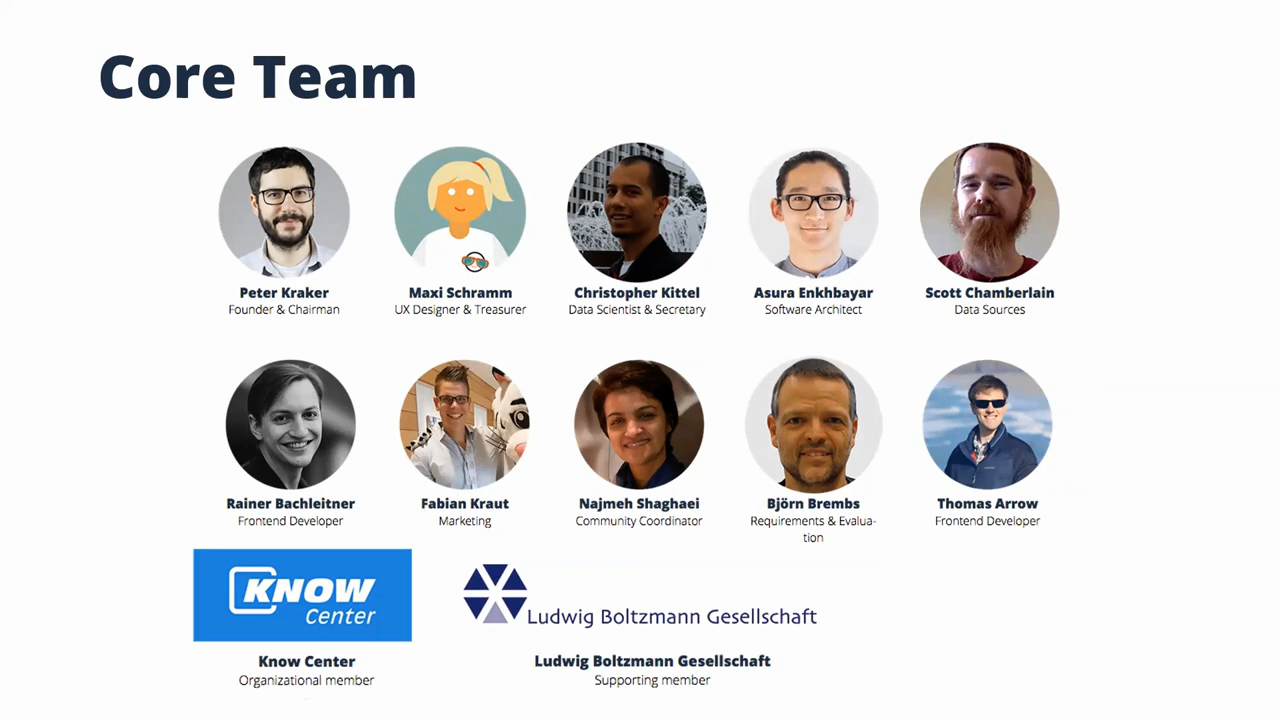 Core Team
Peter Kraker
Founder & Chairman
Maxi Schramm
UX Designer & Treasurer
Christopher Kittel
Data Scientist & Secretary
Asura Enkhbayar
Software Architect
Scott Chamberlain
Data Sources
Rainer Bachleitner
Frontend Developer
Fabian Kraut
Marketing
Najmeh Shaghaei
Community Coordinator
Björn Brembs
Requirements & Evalua-
tion
Thomas Arrow
Frontend Developer
KNOW
Center
Know Center
Organizational member
Ludwig Boltzmann Gesellschaft
Ludwig Boltzmann Gesellschaft
Supporting member